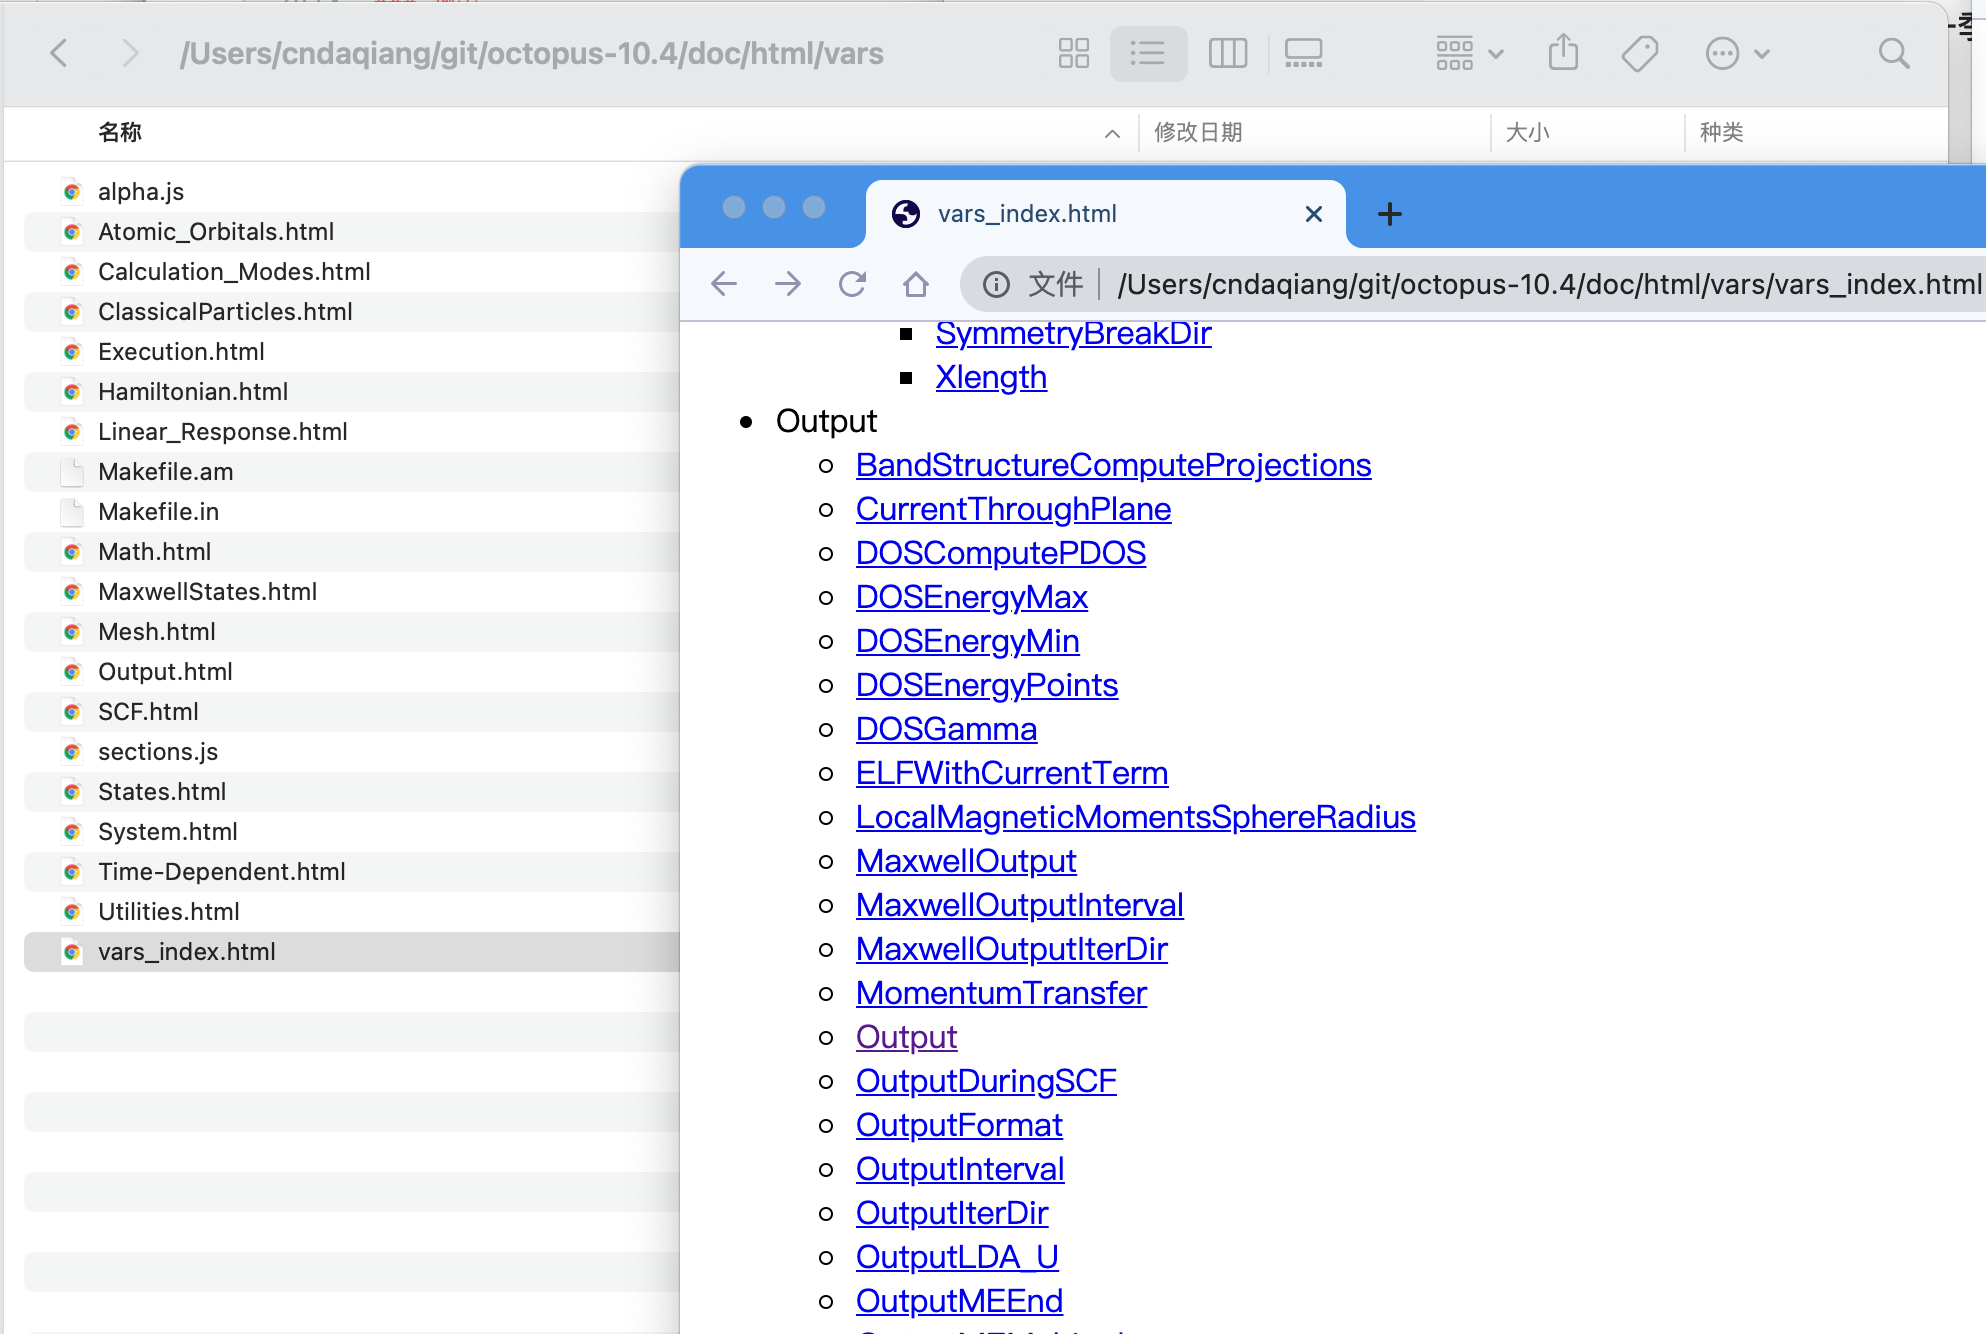 /Users/cndaqiang/git/octopus-10.4/doc/html/vars
名称
修改日期
大小
种类
alpha.js
Atomic_Orbitals.html
Calculation_Modes.html
ClassicalParticles.html
Execution.html
Hamiltonian.html
Linear_Response.html
Makefile.am
Makefile.in
Math.html
MaxwellStates.html
Mesh.html
Output.html
SCF.html
sections.js
States.html
System.html
Time-Dependent.html
Utilities.html
vars_index.html
vars_index.html
文件
/Users/cndaqiang/git/octopus-10.4/doc/html/vars/vars_index.html
SymmetryBreakDir
Xlength
Output
BandStructureComputeProjections
CurrentThroughPlane
DOSComputePDOS
DOSEnergyMax
DOSEnergyMin
DOSEnergyPoints
DOSGamma
ELFWithCurrentTerm
LocalMagneticMomentsSphereRadius
MaxwellOutput
MaxwellOutputInterval
MaxwellOutputIterDir
MomentumTransfer
Output
OutputDuringSCF
OutputFormat
OutputInterval
OutputIterDir
OutputLDA_U
OutputMEEnd